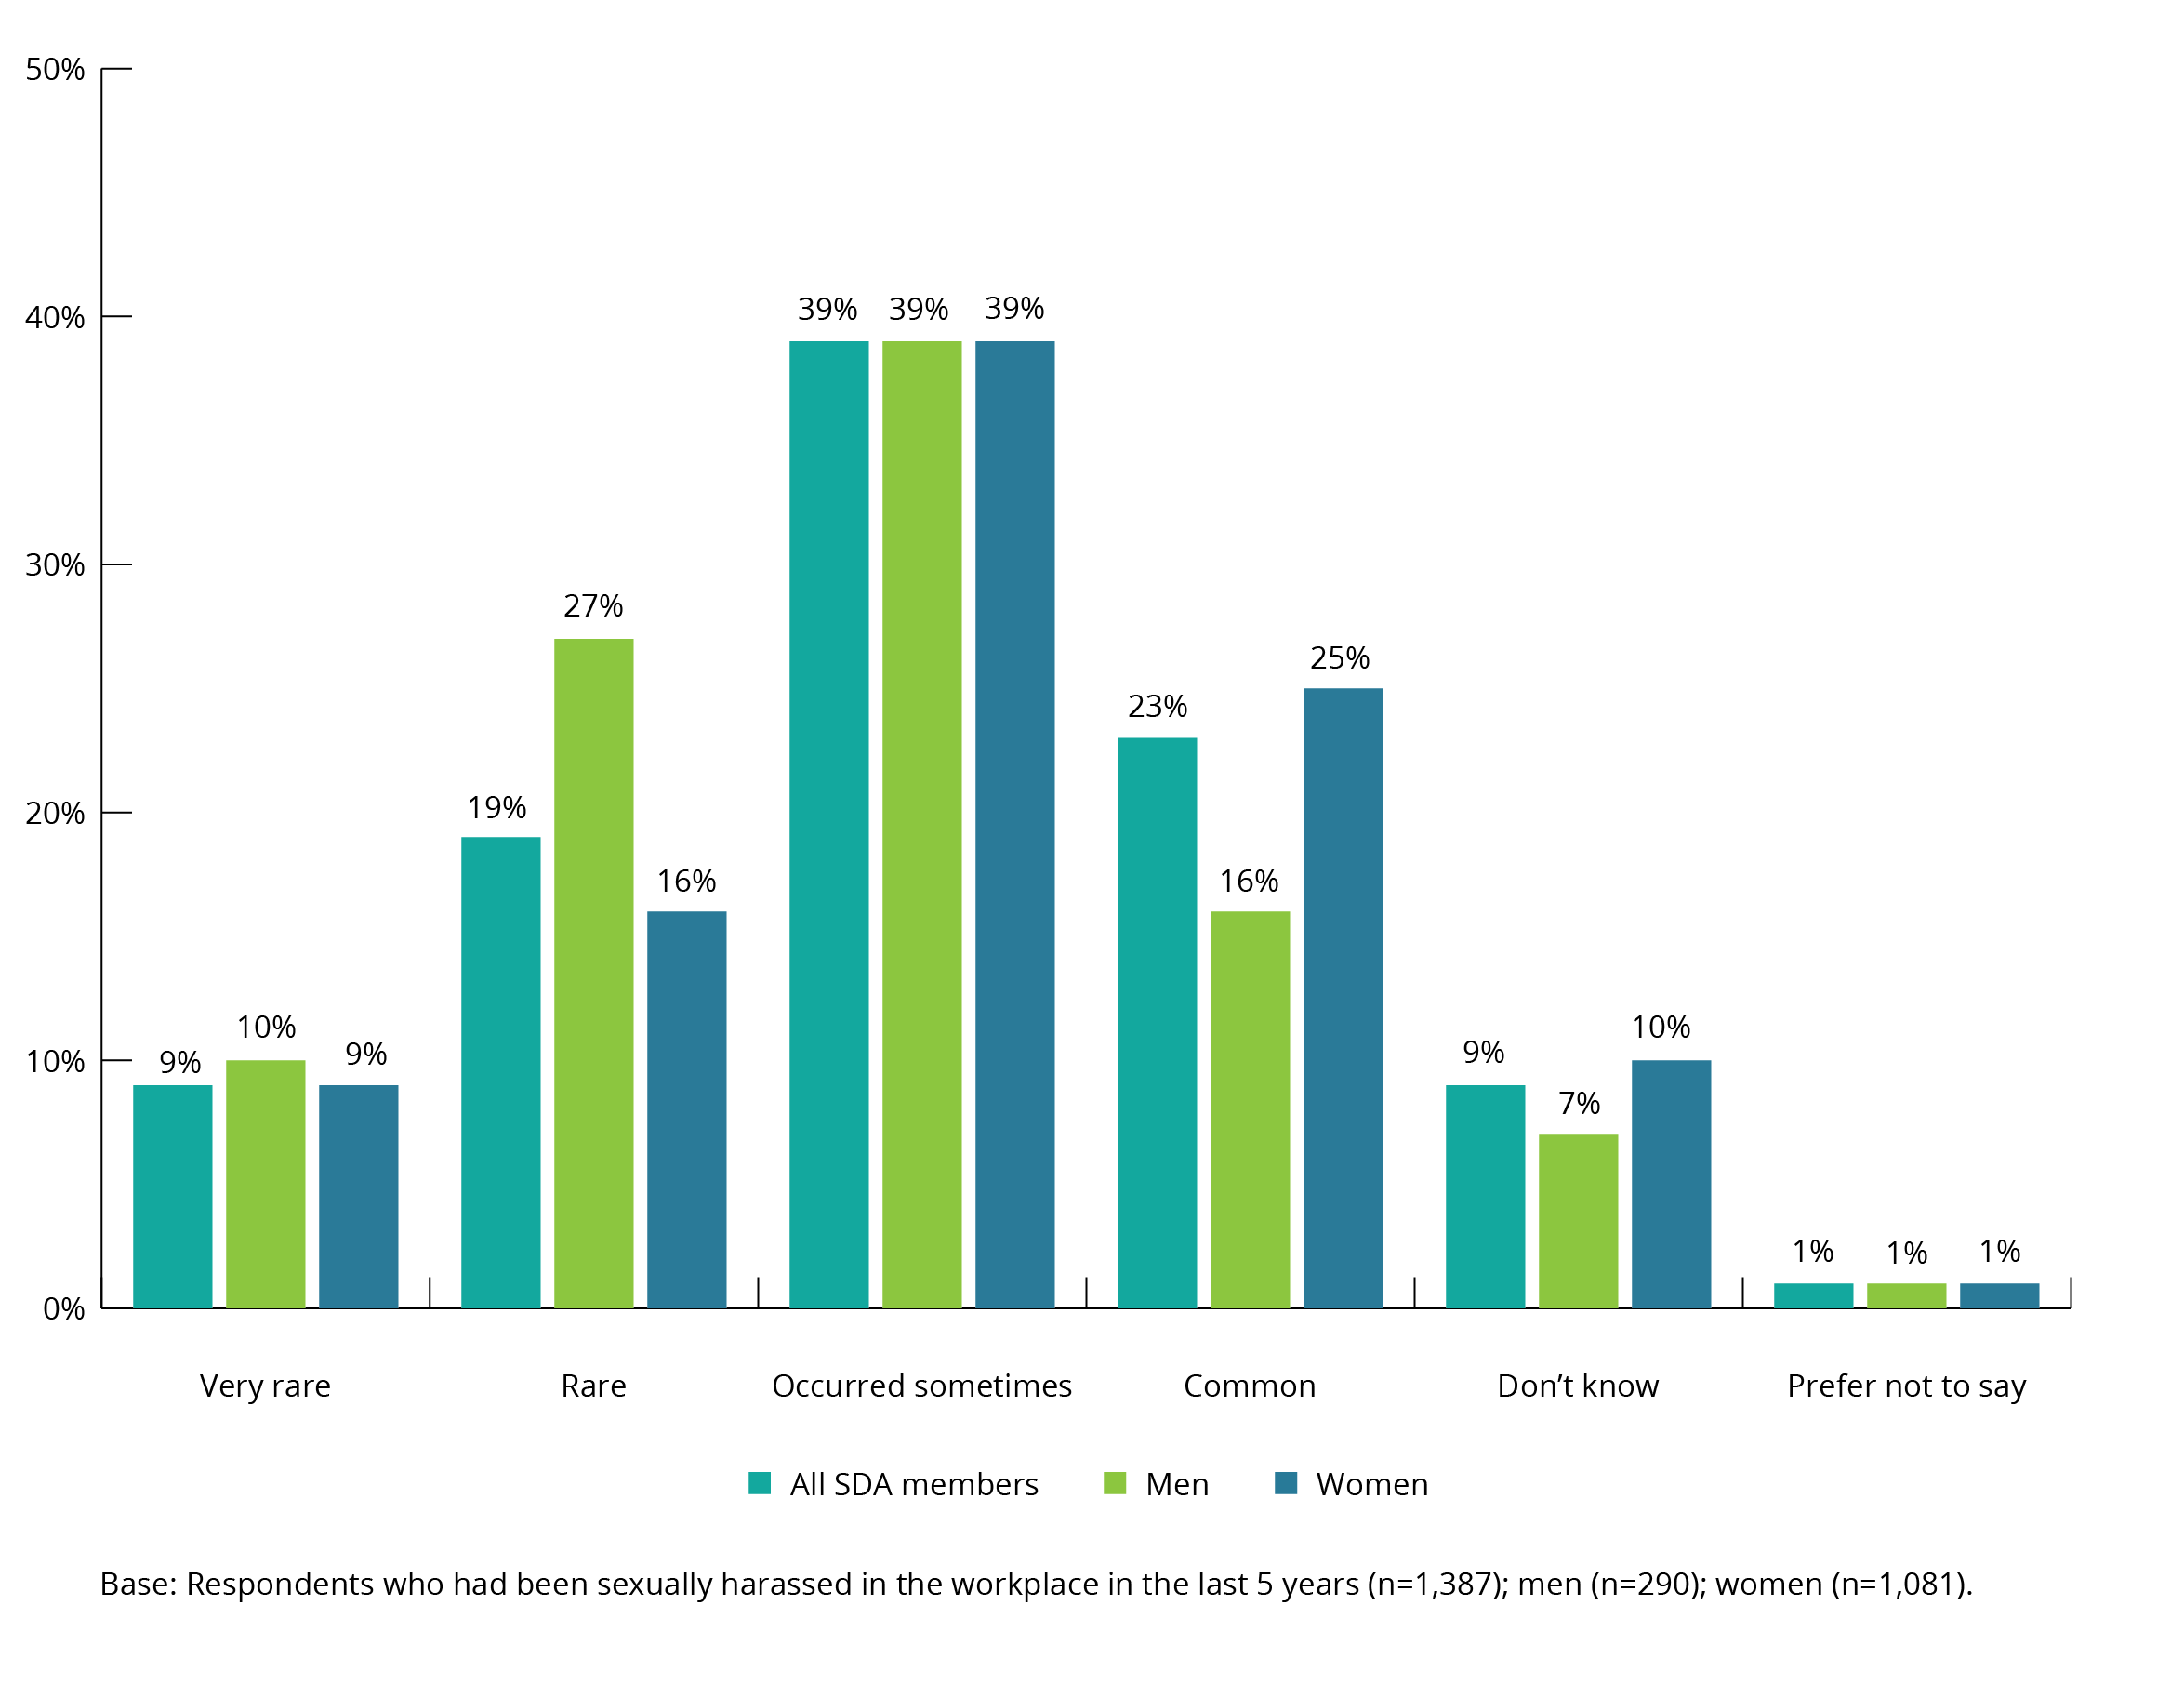 50%
40%
30%
20%
10%
0%
9%
10%
9%
19%
27%
16%
39%
39%
39%
23%
16%
25%
9%
7%
10%
1%
1%
1%
Very rare
Rare
Occurred sometimes
Common
Don’t know
Prefer not to say
All SDA members
Men
Women
Base: Respondents who had been sexually harassed in the workplace in the last 5 years (n=1,387); men (n=290); women (n=1,081).